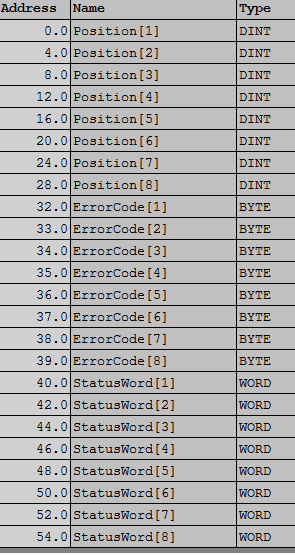 Address Name Type
0.0 Position[1] DINT
4.0 Position[2] DINT
8.0 Position[3] DINT
12.0 Position[4] DINT
16.0 Position[5] DINT
20.0 Position[6] DINT
24.0 Position[7] DINT
28.0 Position[8] DINT
32.0 ErrorCode[1] BYTE
33.0 ErrorCode[2] BYTE
34.0 ErrorCode[3] BYTE
35.0 ErrorCode[4] BYTE
36.0 ErrorCode[5] BYTE
37.0 ErrorCode[6] BYTE
38.0 ErrorCode[7] BYTE
39.0 ErrorCode[8] BYTE
40.0 StatusWord[1] WORD
42.0 StatusWord[2] WORD
44.0 StatusWord[3] WORD
46.0 StatusWord[4] WORD
48.0 StatusWord[5] WORD
50.0 StatusWord[6] WORD
52.0 StatusWord[7] WORD
54.0 StatusWord[8] WORD